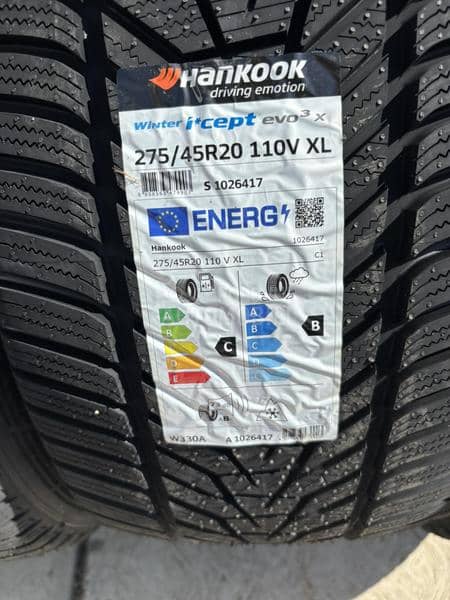 Hankook
driving emotion
Winter i*cept evo³ x
275/45R20 110V XL
S 1026417
ENERG
Hankook 1026417
275/45R20 110 V XL C1
A A
B B B
C C C
D D
E E
W330A A 1026417